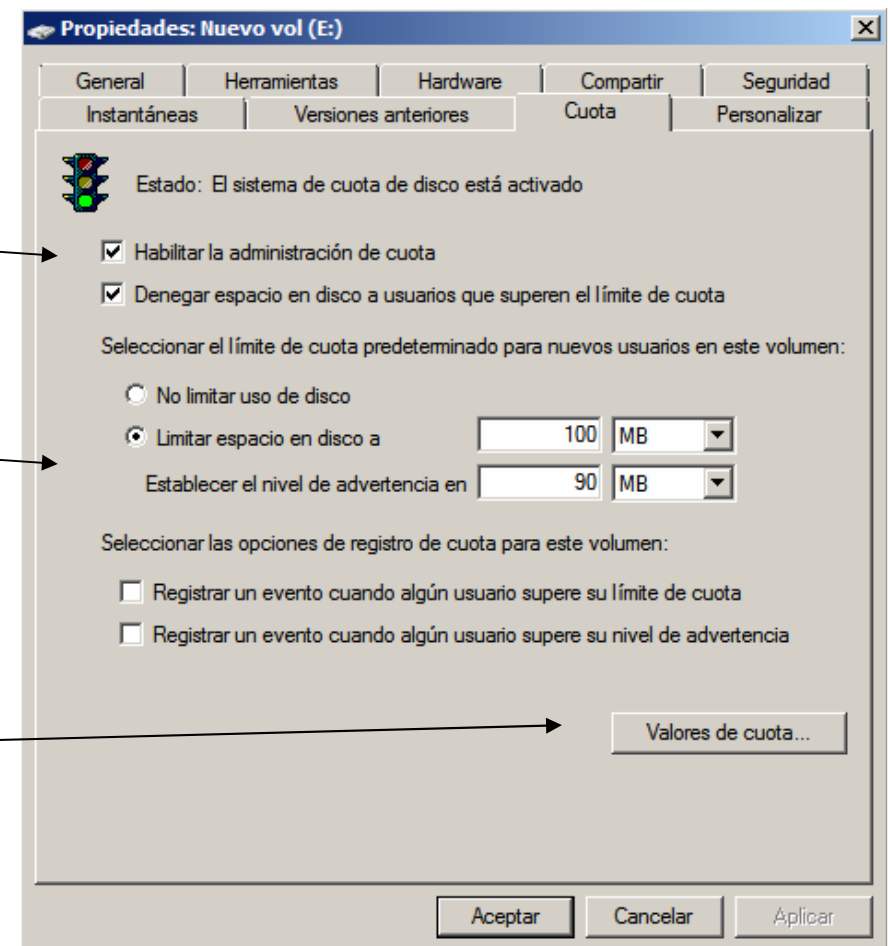 Propiedades: Nuevo vol (E:)
General Herramientas Hardware Compartir Seguridad
Instantáneas Versiones anteriores Cuota Personalizar
Estado: El sistema de cuota de disco está activado
Habilitar la administración de cuota
Denegar espacio en disco a usuarios que superen el límite de cuota
Seleccionar el límite de cuota predeterminado para nuevos usuarios en este volumen:
No limitar uso de disco
Limitar espacio en disco a 100 MB
Establecer el nivel de advertencia en 90 MB
Seleccionar las opciones de registro de cuota para este volumen:
Registrar un evento cuando algún usuario supere su límite de cuota
Registrar un evento cuando algún usuario supere su nivel de advertencia
Valores de cuota...
Aceptar Cancelar Aplicar